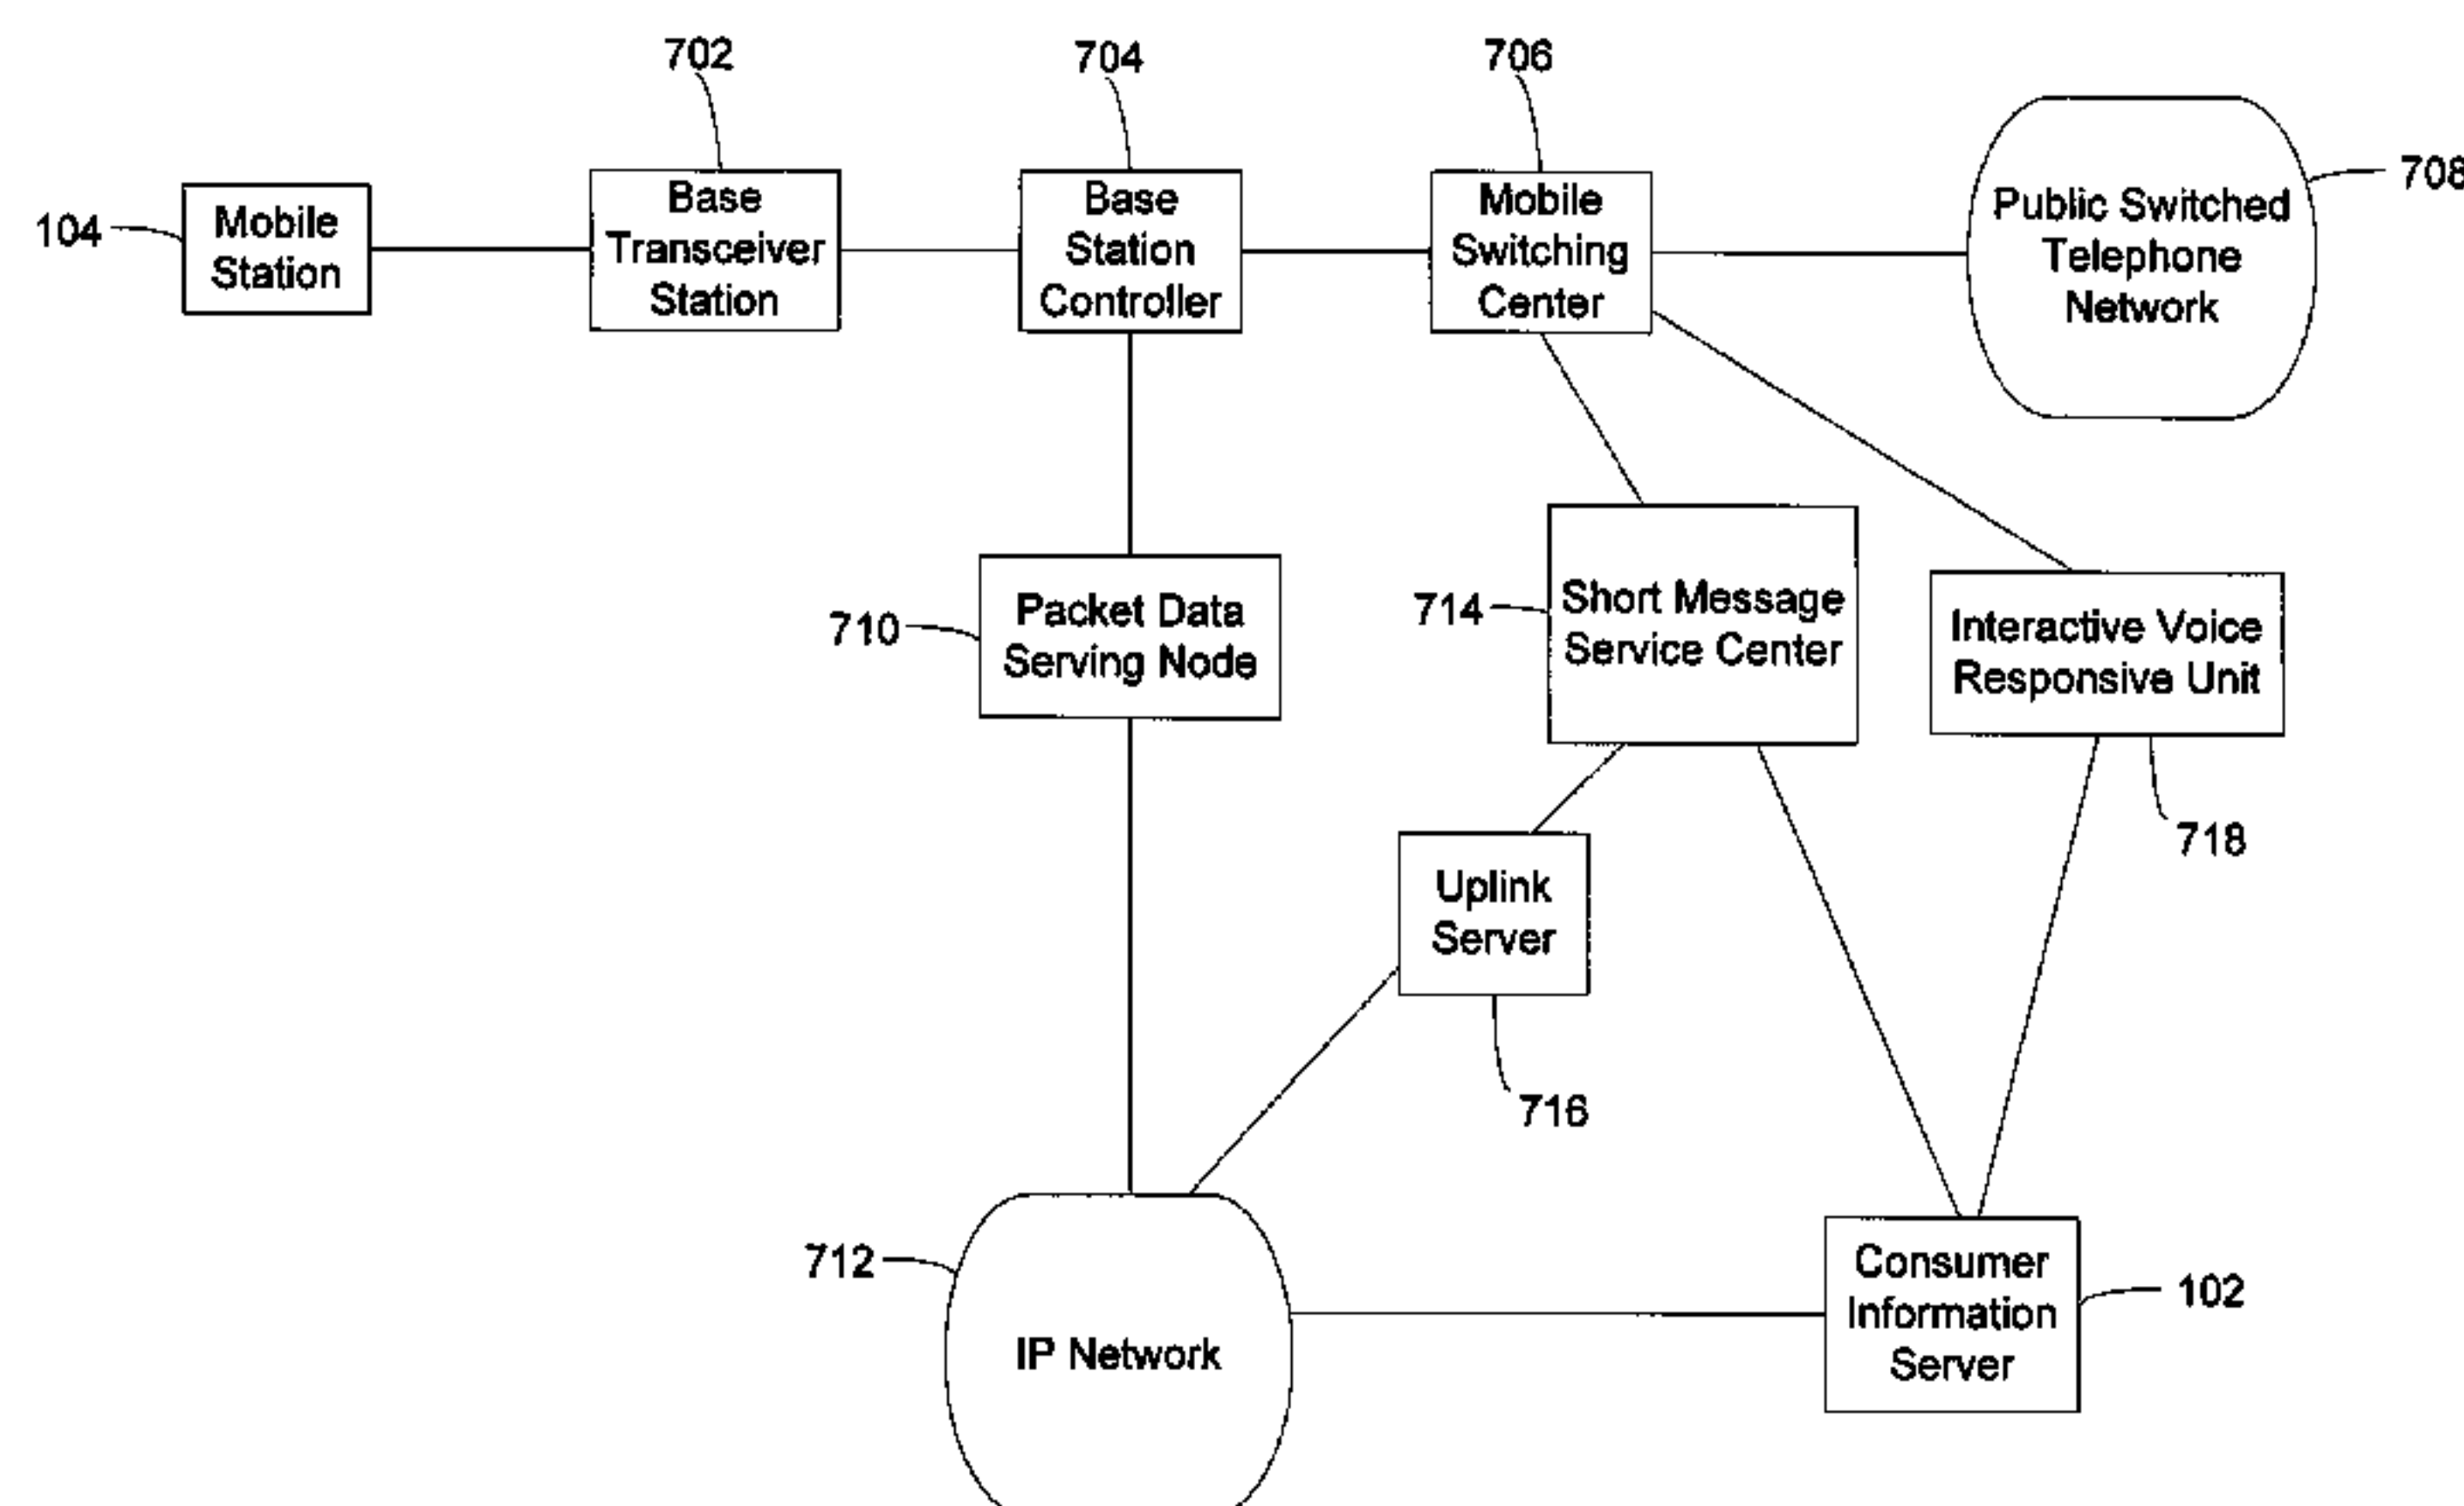 702
704
706
708
104
Mobile
Station
Base
Transceiver
Station
Base
Station
Controller
Mobile
Switching
Center
Public Switched
Telephone
Network
710
Packet Data
Serving Node
714
Short Message
Service Center
Interactive Voice
Responsive Unit
718
Uplink
Server
716
712
IP Network
Consumer
Information
Server
102